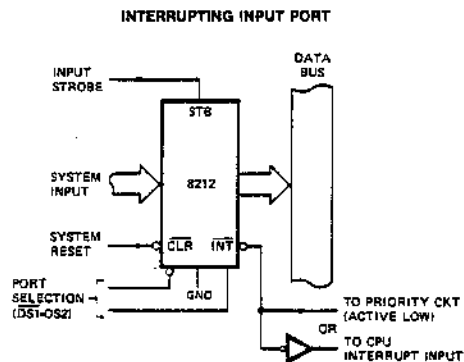 INTERRUPTING INPUT PORT
INPUT
STROBE
DATA
BUS
STB
SYSTEM
INPUT
8212
SYSTEM
RESET
CLR
INT
PORT
SELECTION
(DS1-DS2)
GND
TO PRIORITY CKT
(ACTIVE LOW)
OR
TO CPU
INTERRUPT INPUT